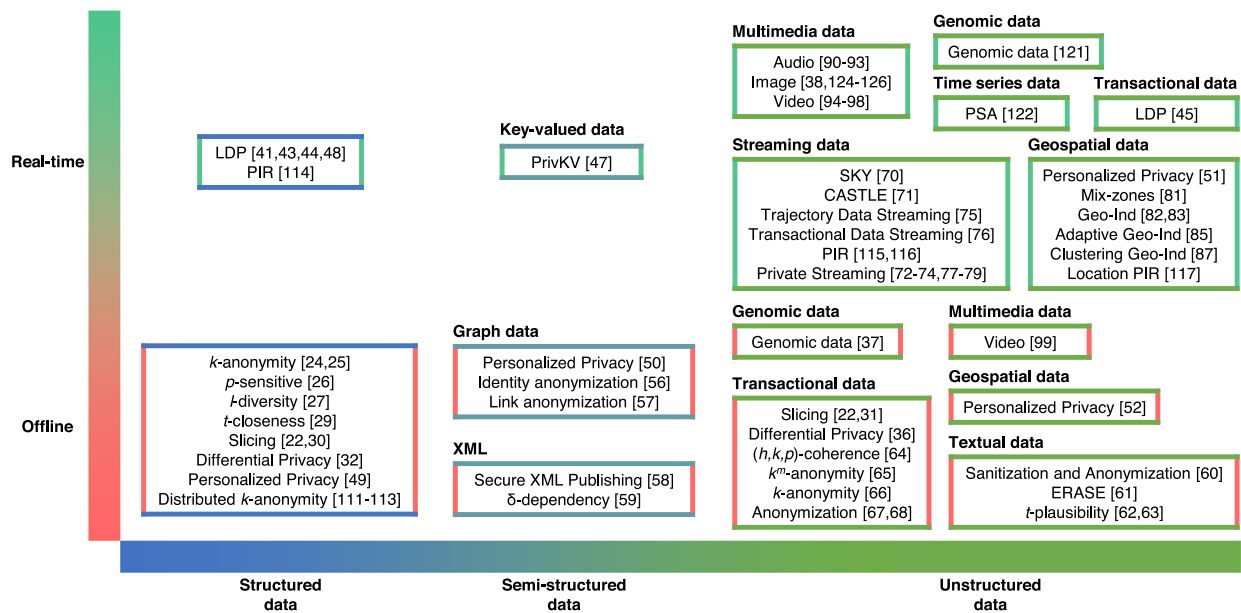 Real-time
Offline
LDP [41,43,44,48]
PIR [114]
Key-valued data
PrivKV [47]
Multimedia data
Audio [90-93]
Image [38,124-126]
Video [94-98]
Genomic data
Genomic data [121]
Time series data
PSA [122]
Transactional data
LDP [45]
Streaming data
SKY [70]
CASTLE [71]
Trajectory Data Streaming [75]
Transactional Data Streaming [76]
PIR [115,116]
Private Streaming [72-74,77-79]
Geospatial data
Personalized Privacy [51]
Mix-zones [81]
Geo-Ind [82,83]
Adaptive Geo-Ind [85]
Clustering Geo-Ind [87]
Location PIR [117]
k-anonymity [24,25]
p-sensitive [26]
l-diversity [27]
t-closeness [29]
Slicing [22,30]
Differential Privacy [32]
Personalized Privacy [49]
Distributed k-anonymity [111-113]
Graph data
Personalized Privacy [50]
Identity anonymization [56]
Link anonymization [57]
XML
Secure XML Publishing [58]
δ-dependency [59]
Genomic data
Genomic data [37]
Multimedia data
Video [99]
Transactional data
Slicing [22,31]
Differential Privacy [36]
(h,k,p)-coherence [64]
kᵐ-anonymity [65]
k-anonymity [66]
Anonymization [67,68]
Geospatial data
Personalized Privacy [52]
Textual data
Sanitization and Anonymization [60]
ERASE [61]
t-plausibility [62,63]
Structured
data
Semi-structured
data
Unstructured
data